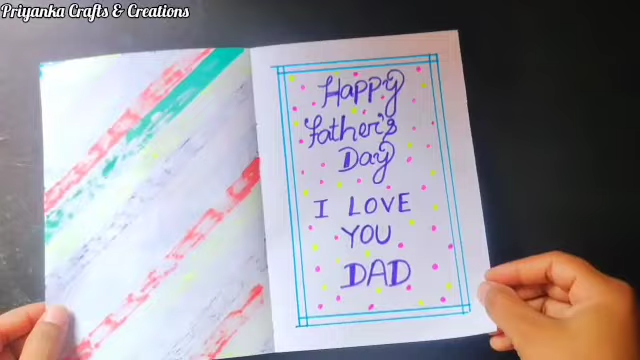 Priyanka Crafts & Creations
Happy
Father's
Day
I LOVE
YOU
DAD